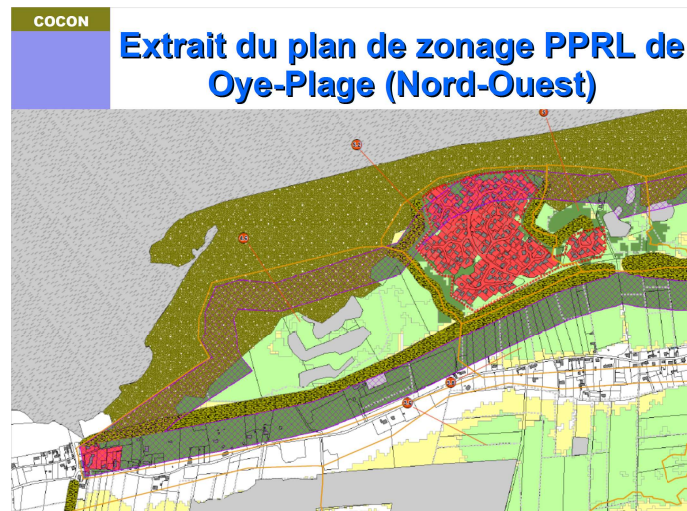 COCON
Extrait du plan de zonage PPRL de
Oye-Plage (Nord-Ouest)